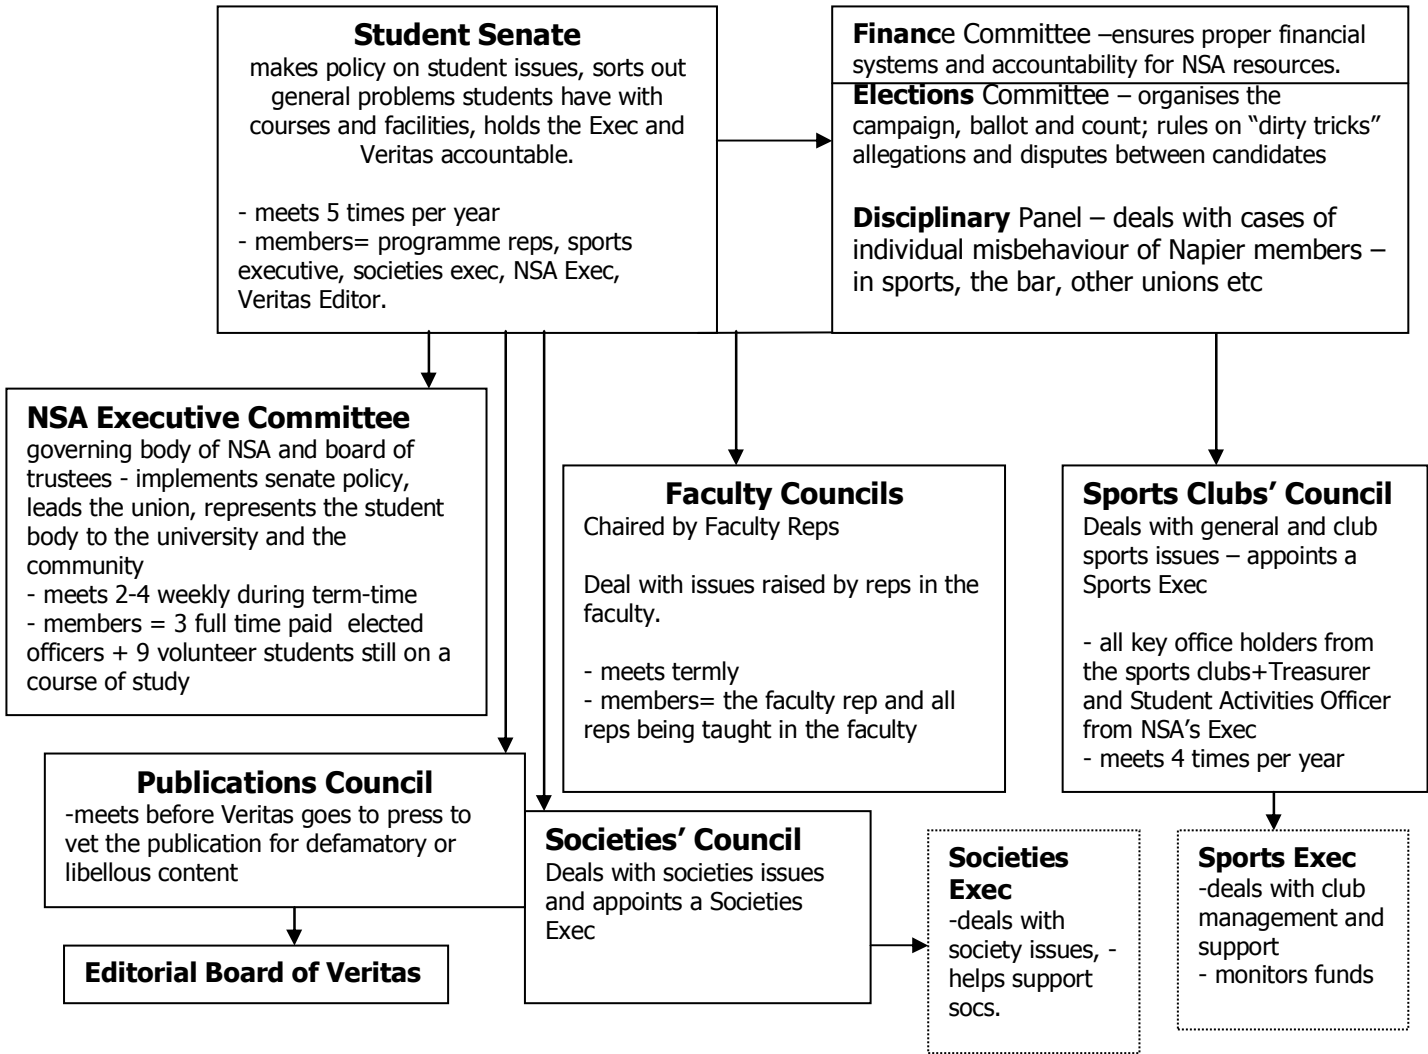 Student Senate
makes policy on student issues, sorts out
general problems students have with
courses and facilities, holds the Exec and
Veritas accountable.
- meets 5 times per year
- members= programme reps, sports
executive, societies exec, NSA Exec,
Veritas Editor.
Finance Committee –ensures proper financial
systems and accountability for NSA resources.
Elections Committee – organises the
campaign, ballot and count; rules on “dirty tricks”
allegations and disputes between candidates
Disciplinary Panel – deals with cases of
individual misbehaviour of Napier members –
in sports, the bar, other unions etc
NSA Executive Committee
governing body of NSA and board of
trustees - implements senate policy,
leads the union, represents the student
body to the university and the
community
- meets 2-4 weekly during term-time
- members = 3 full time paid  elected
officers + 9 volunteer students still on a
course of study
Faculty Councils
Chaired by Faculty Reps
Deal with issues raised by reps in the
faculty.
- meets termly
- members= the faculty rep and all
reps being taught in the faculty
Sports Clubs’ Council
Deals with general and club
sports issues – appoints a
Sports Exec
- all key office holders from
the sports clubs+Treasurer
and Student Activities Officer
from NSA’s Exec
- meets 4 times per year
Publications Council
-meets before Veritas goes to press to
vet the publication for defamatory or
libellous content
Editorial Board of Veritas
Societies’ Council
Deals with societies issues
and appoints a Societies
Exec
Societies
Exec
-deals with
society issues, -
helps support
socs.
Sports Exec
-deals with club
management and
support
- monitors funds